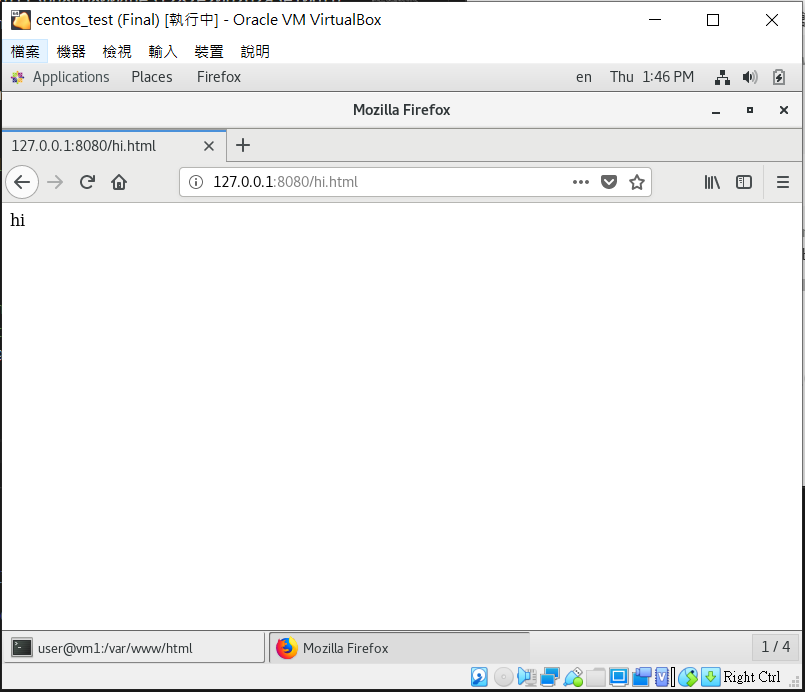 centos_test (Final) [執行中] - Oracle VM VirtualBox
檔案 機器 檢視 輸入 裝置 說明
Applications Places Firefox en Thu 1:46 PM
Mozilla Firefox
127.0.0.1:8080/hi.html
127.0.0.1:8080/hi.html
hi
user@vm1:/var/www/html Mozilla Firefox 1 / 4
Right Ctrl